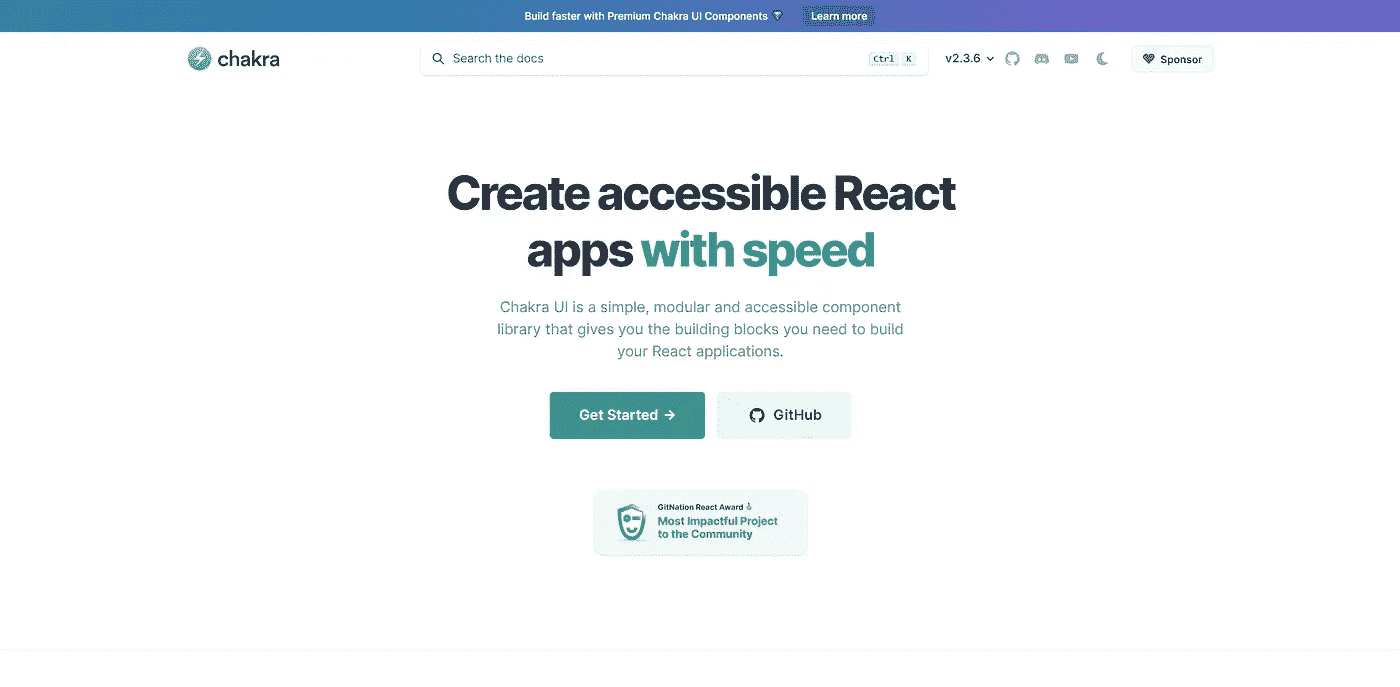 Build faster with Premium Chakra UI Components Learn more
chakra
Search the docs
Ctrl K
v2.3.6
Sponsor
Create accessible React
apps with speed
Chakra UI is a simple, modular and accessible component
library that gives you the building blocks you need to build
your React applications.
Get Started →
GitHub
GitNation React Award
Most Impactful Project
to the Community